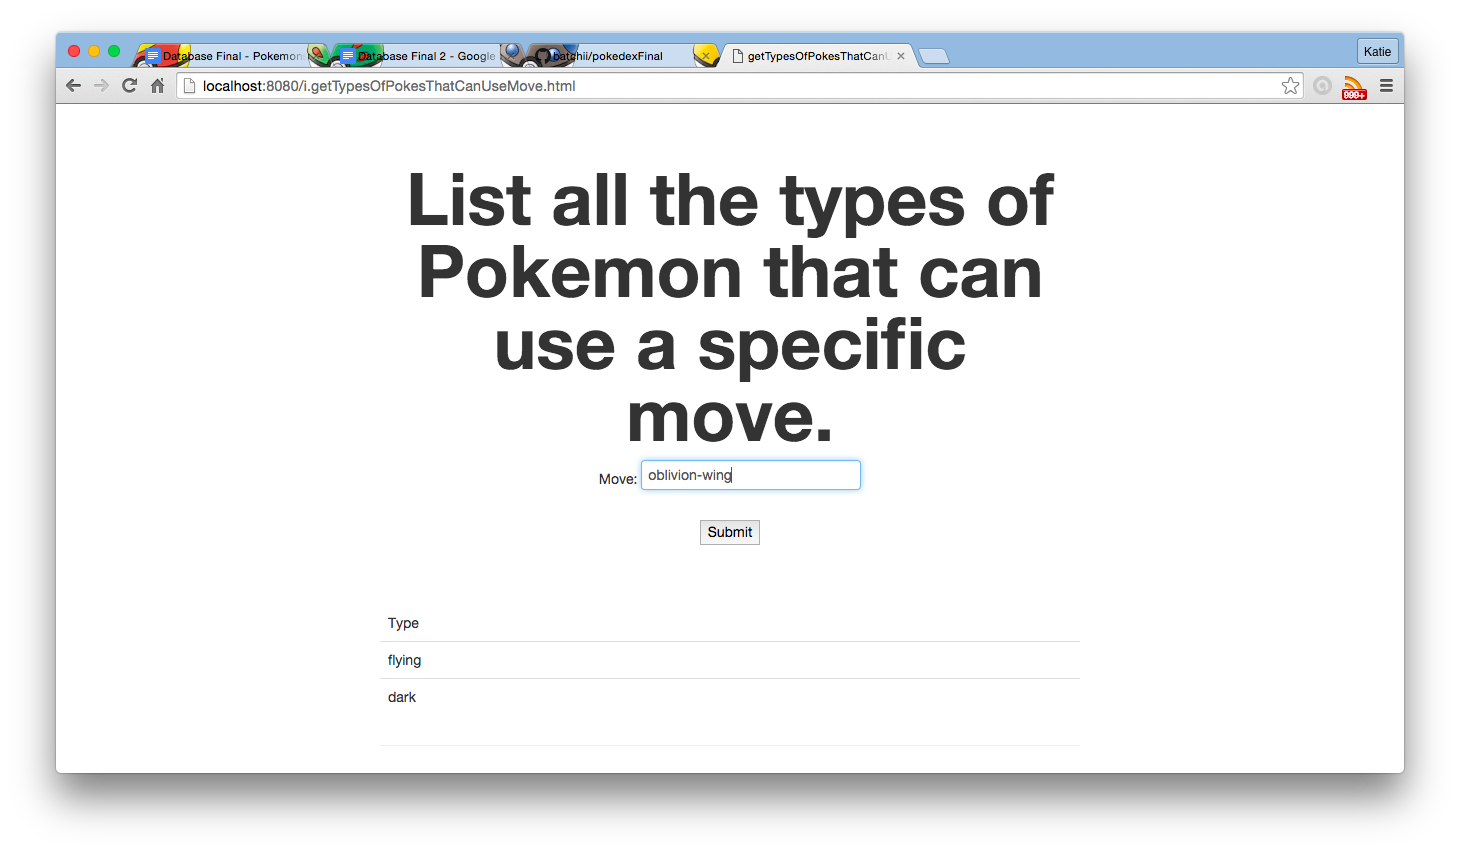 Database Final - Pokemon
Database Final 2 - Google
batchii/pokedexFinal
getTypesOfPokesThatCanU
Katie
localhost:8080/i.getTypesOfPokesThatCanUseMove.html
999+
List all the types of
Pokemon that can
use a specific
move.
Move: oblivion-wing
Submit
Type
flying
dark